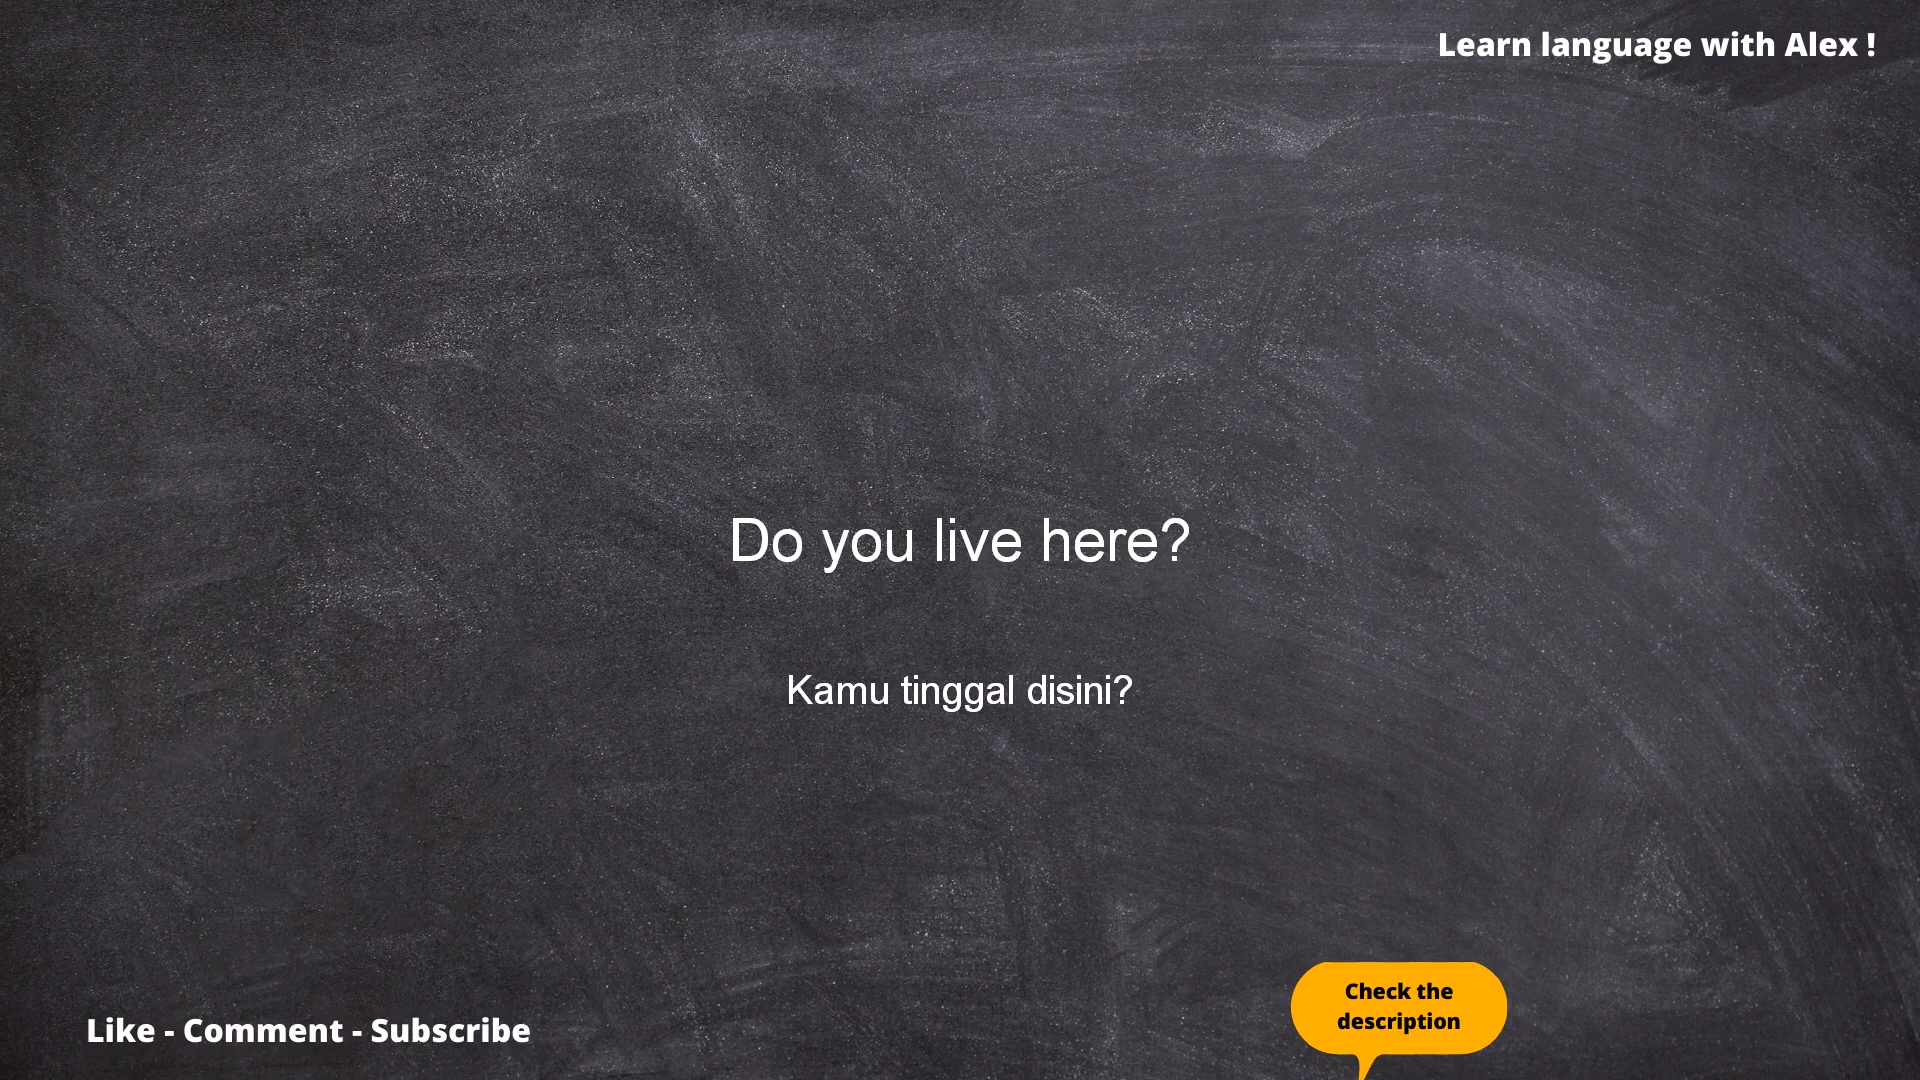 Learn language with Alex !
Do you live here?
Kamu tinggal disini?
Check the
description
Like - Comment - Subscribe